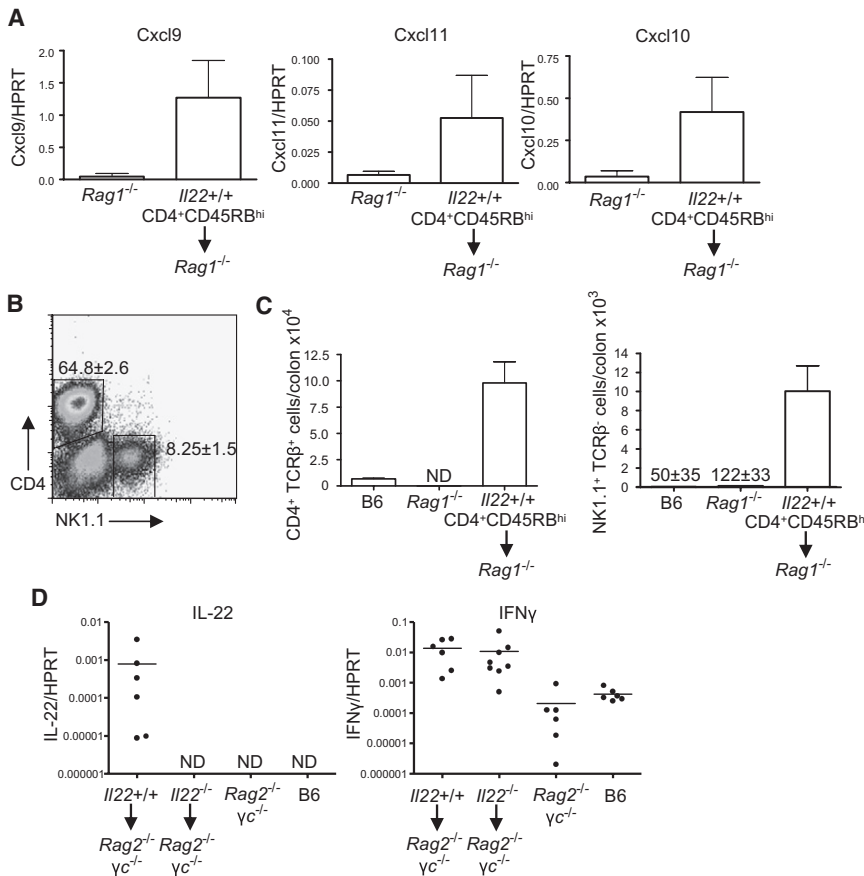 A
Cxcl9
Cxcl9/HPRT
2.0
1.5
1.0
0.5
0.0
Rag1-/-
Il22+/+
CD4+CD45RBhi
Rag1-/-
Cxcl11
Cxcl11/HPRT
0.100
0.075
0.050
0.025
0.000
Rag1-/-
Il22+/+
CD4+CD45RBhi
Rag1-/-
Cxcl10
Cxcl10/HPRT
0.75
0.50
0.25
0.00
Rag1-/-
Il22+/+
CD4+CD45RBhi
Rag1-/-
B
64.8±2.6
8.25±1.5
CD4
NK1.1
C
CD4+ TCRβ+ cells/colon x104
12.5
10.0
7.5
5.0
2.5
0
ND
B6
Rag1-/-
Il22+/+
CD4+CD45RBhi
Rag1-/-
NK1.1+ TCRβ- cells/colon x103
14
12
10
8
6
4
2
0
50±35
122±33
B6
Rag1-/-
Il22+/+
CD4+CD45RBhi
Rag1-/-
D
IL-22
IL-22/HPRT
0.01
0.001
0.0001
0.00001
0.000001
ND
ND
ND
Il22+/+
Il22-/-
Rag2-/-
γc-/-
B6
Rag2-/-
γc-/-
Rag2-/-
γc-/-
IFNγ
IFNγ/HPRT
0.1
0.01
0.001
0.0001
0.00001
0.000001
Il22+/+
Il22-/-
Rag2-/-
γc-/-
B6
Rag2-/-
γc-/-
Rag2-/-
γc-/-